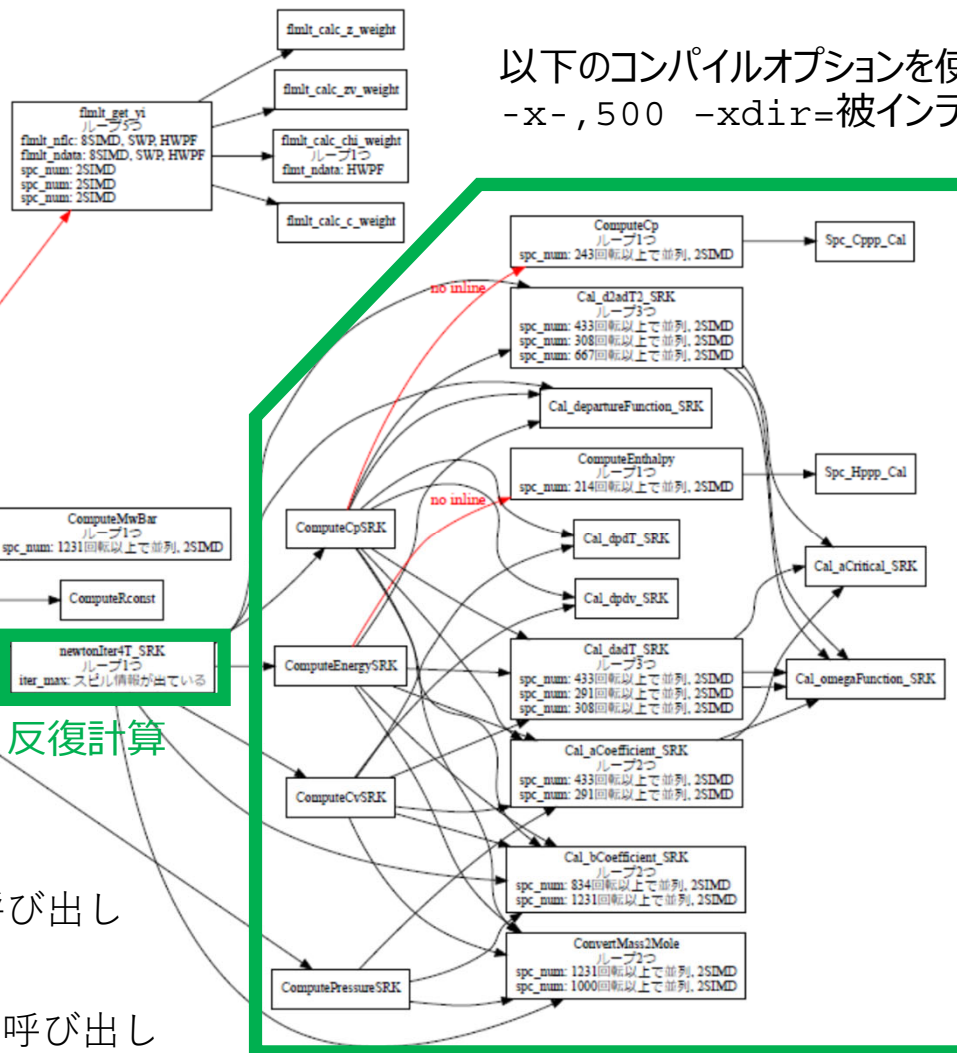 flmlt_calc_z_weight
以下のコンパイルオプションを使
-x-,500 –xdir=被インラ
flmlt_calc_zv_weight
flmlt_get_yi
ループ5つ
flmlt_nflc: 8SIMD, SWP, HWPF
flmlt_ndata: 8SIMD, SWP, HWPF
spc_num: 2SIMD
spc_num: 2SIMD
spc_num: 2SIMD
flmlt_calc_chi_weight
ループ1つ
flmt_ndata: HWPF
flmlt_calc_c_weight
ComputeCp
ループ1つ
spc_num: 243回転以上で並列, 2SIMD
Spc_Cppp_Cal
no inline
Cal_d2adT2_SRK
ループ3つ
spc_num: 433回転以上で並列, 2SIMD
spc_num: 308回転以上で並列, 2SIMD
spc_num: 667回転以上で並列, 2SIMD
Cal_departureFunction_SRK
ComputeEnthalpy
ループ1つ
spc_num: 214回転以上で並列, 2SIMD
Spc_Hppp_Cal
no inline
ComputeMwBar
ループ1つ
spc_num: 1231回転以上で並列, 2SIMD
ComputeCpSRK
Cal_dpdT_SRK
Cal_aCritical_SRK
ComputeRconst
Cal_dpdv_SRK
newtonIter4T_SRK
ループ1つ
iter_max: スピル情報が出ている
反復計算
ComputeEnergySRK
Cal_dadT_SRK
ループ3つ
spc_num: 433回転以上で並列, 2SIMD
spc_num: 291回転以上で並列, 2SIMD
spc_num: 308回転以上で並列, 2SIMD
Cal_omegaFunction_SRK
Cal_aCoefficient_SRK
ループ2つ
spc_num: 433回転以上で並列, 2SIMD
spc_num: 291回転以上で並列, 2SIMD
ComputeCvSRK
Cal_bCoefficient_SRK
ループ2つ
spc_num: 834回転以上で並列, 2SIMD
spc_num: 1231回転以上で並列, 2SIMD
呼び出し
ConvertMass2Mole
ループ2つ
spc_num: 1231回転以上で並列, 2SIMD
spc_num: 1000回転以上で並列, 2SIMD
ComputePressureSRK
呼び出し